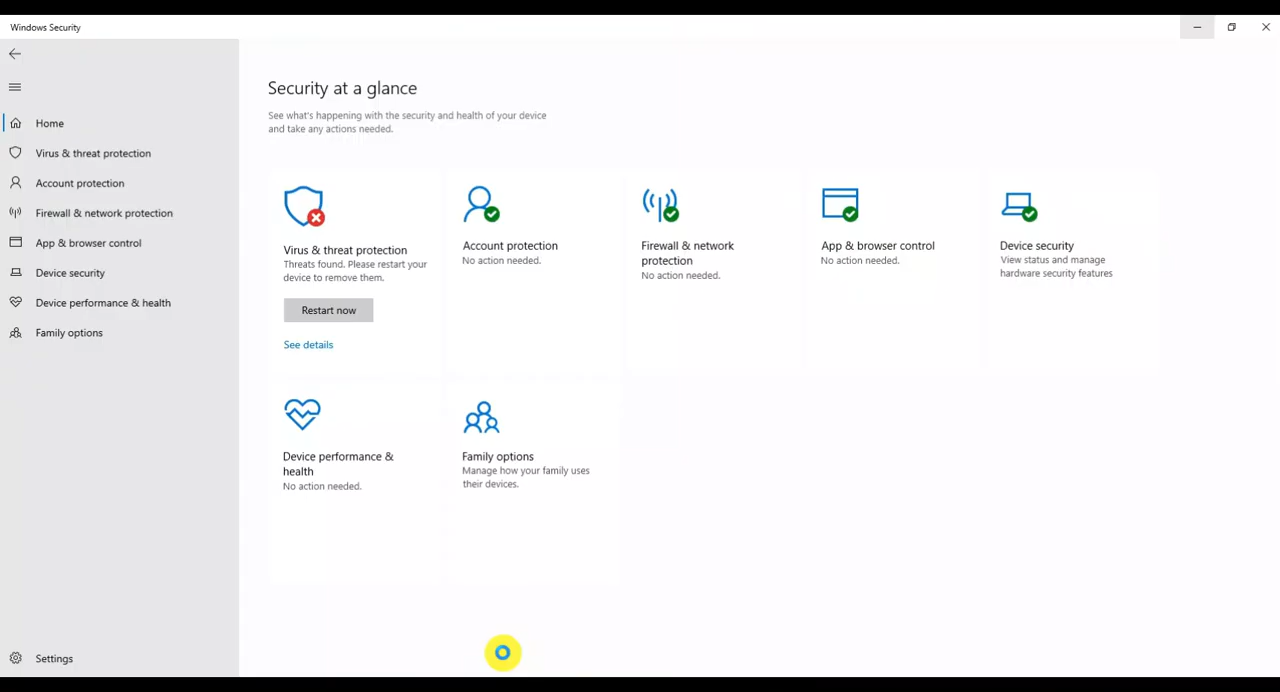 Windows Security
Home
Virus & threat protection
Account protection
Firewall & network protection
App & browser control
Device security
Device performance & health
Family options
Settings
Security at a glance
See what's happening with the security and health of your device
and take any actions needed.
Virus & threat protection
Threats found. Please restart your
device to remove them.
Restart now
See details
Account protection
No action needed.
Firewall & network
protection
No action needed.
App & browser control
No action needed.
Device security
View status and manage
hardware security features
Device performance &
health
No action needed.
Family options
Manage how your family uses
their devices.